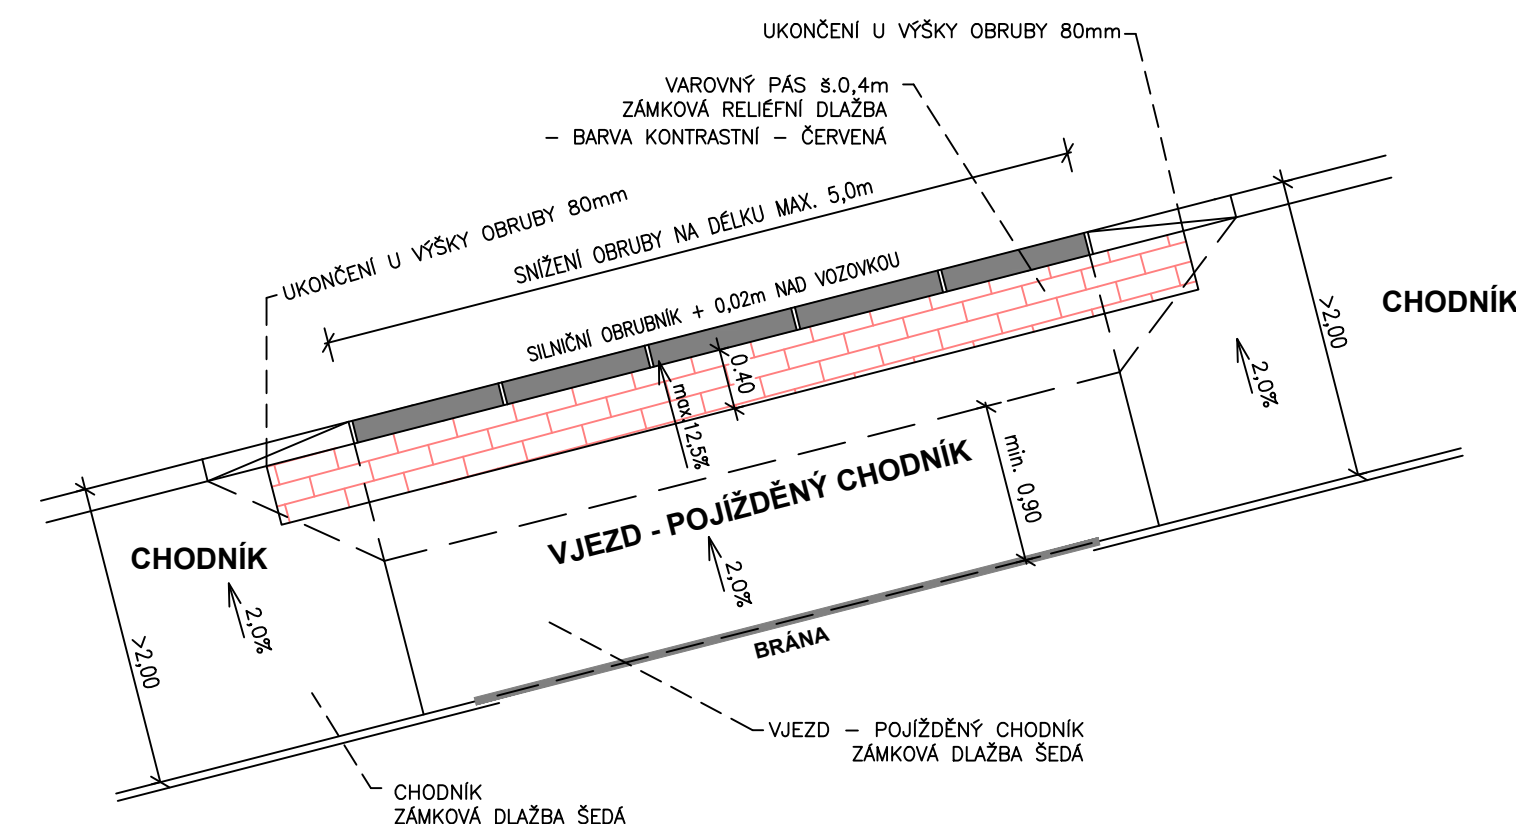 UKONČENÍ U VÝŠKY OBRUBY 80mm
VAROVNÝ PÁS š.0,4m
ZÁMKOVÁ RELIÉFNÍ DLAŽBA
– BARVA KONTRASTNÍ – ČERVENÁ
UKONČENÍ U VÝŠKY OBRUBY 80mm
SNÍŽENÍ OBRUBY NA DÉLKU MAX. 5,0m
SILNIČNÍ OBRUBNÍK + 0,02m NAD VOZOVKOU
CHODNÍK
>2,00
2,0%
0.40
max.12,5%
min. 0,90
VJEZD - POJÍŽDĚNÝ CHODNÍK
2,0%
CHODNÍK
2,0%
>2,00
BRÁNA
VJEZD – POJÍŽDĚNÝ CHODNÍK
ZÁMKOVÁ DLAŽBA ŠEDÁ
CHODNÍK
ZÁMKOVÁ DLAŽBA ŠEDÁ